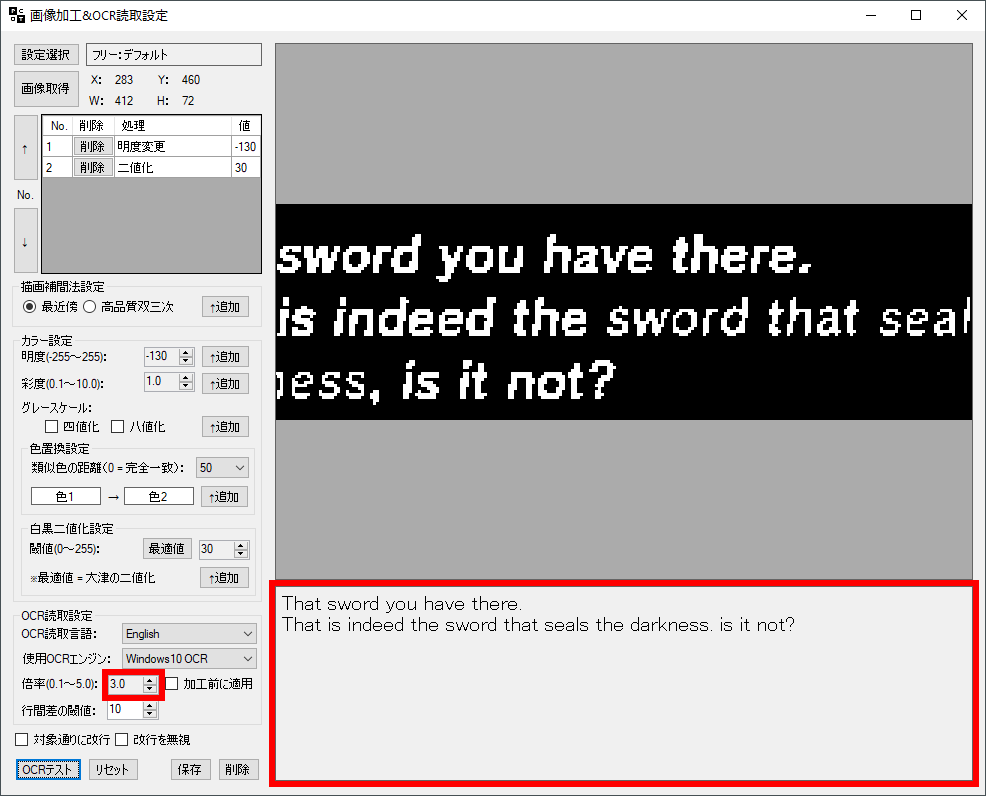 画像加工&OCR読取設定
設定選択 フリー:デフォルト
画像取得 X: 283 Y: 460
W: 412 H: 72
No. 削除 処理 値
1 削除 明度変更 -130
2 削除 二値化 30
↑
No.
↓
描画補間法設定
最近傍 高品質双三次 ↑追加
カラー設定
明度(-255～255): -130 ↑追加
彩度(0.1～10.0): 1.0 ↑追加
グレースケール:
四値化 八値化 ↑追加
色置換設定
類似色の距離(0 = 完全一致): 50
色1 → 色2 ↑追加
白黒二値化設定
閾値(0～255): 最適値 30
※最適値 = 大津の二値化 ↑追加
OCR読取設定
OCR読取言語: English
使用OCRエンジン: Windows10 OCR
倍率(0.1～5.0): 3.0 加工前に適用
行間差の閾値: 10
対象通りに改行 改行を無視
OCRテスト リセット 保存 削除
sword you have there.
is indeed the sword that seal
ness, is it not?
That sword you have there.
That is indeed the sword that seals the darkness. is it not?